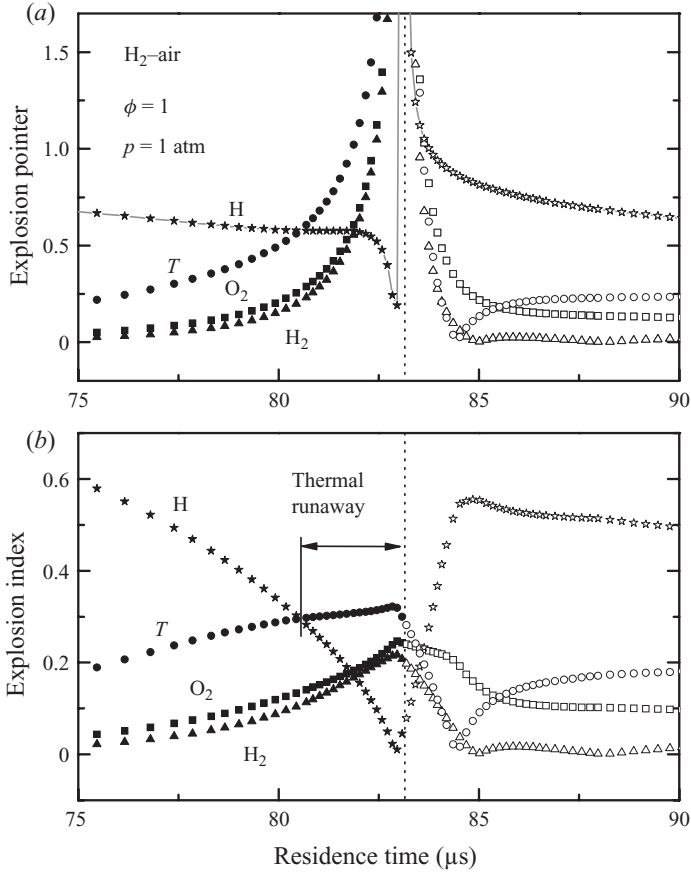 (a)
1.5
1.0
0.5
0
Explosion pointer
H₂–air
ϕ = 1
p = 1 atm
H
T
O₂
H₂
75
80
85
90
(b)
0.6
0.4
0.2
0
Explosion index
H
Thermal
runaway
T
O₂
H₂
75
80
85
90
Residence time (µs)